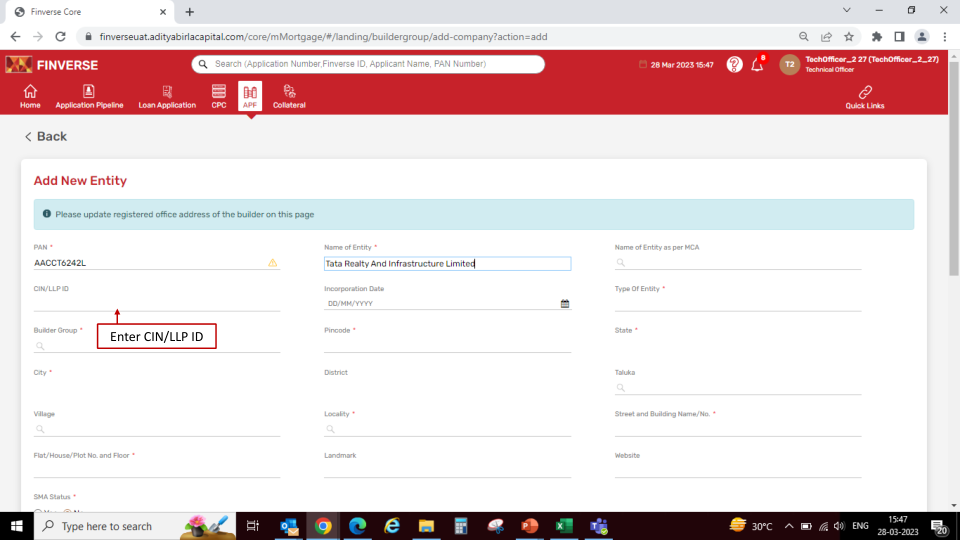 Finverse Core
finverseuat.adityabirlacapital.com/core/mMortgage/#/landing/buildergroup/add-company?action=add
FINVERSE
Search (Application Number,Finverse ID, Applicant Name, PAN Number)
28 Mar 2023 15:47
8
T2
TechOfficer_2 27 (TechOfficer_2_27)
Technical Officer
Home
Application Pipeline
Loan Application
CPC
APF
Collateral
Quick Links
< Back
Add New Entity
Please update registered office address of the builder on this page
PAN *
Name of Entity *
Name of Entity as per MCA
AACCT6242L
Tata Realty And Infrastructure Limited
CIN/LLP ID
Incorporation Date
Type Of Entity *
DD/MM/YYYY
Enter CIN/LLP ID
Builder Group *
Pincode *
State *
City *
District
Taluka
Village
Locality *
Street and Building Name/No. *
Flat/House/Plot No. and Floor *
Landmark
Website
SMA Status *
Type here to search
30°C
ENG
15:47
28-03-2023
20